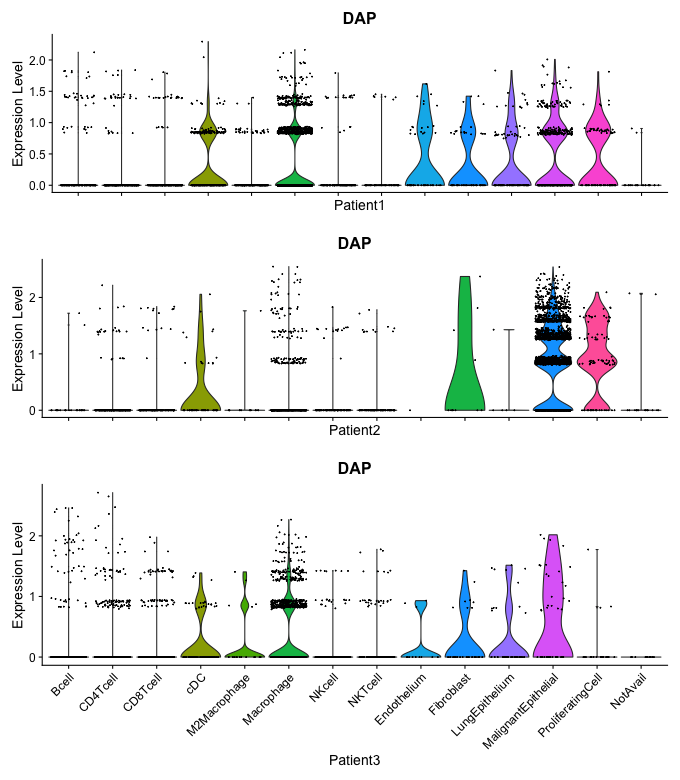 DAP
Expression Level
2.0
1.5
1.0
0.5
0.0
Patient1
DAP
Expression Level
2
1
0
Patient2
DAP
Expression Level
2
1
0
Bcell
CD4Tcell
CD8Tcell
cDC
M2Macrophage
Macrophage
NKcell
NKTcell
Endothelium
Fibroblast
LungEpithelium
MalignantEpithelial
ProliferatingCell
NotAvail
Patient3